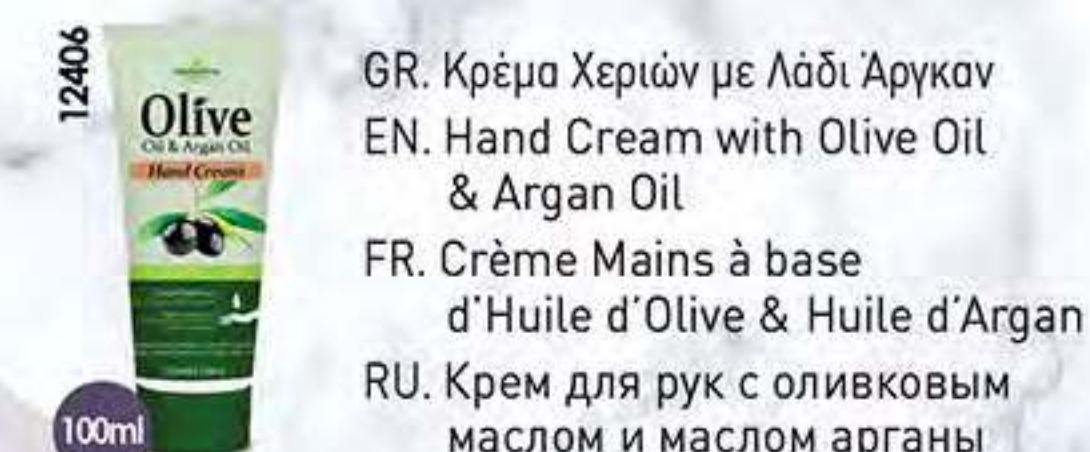 12406
Olive
Oil & Argan Oil
Hand Cream
100ml
GR. Κρέμα Χεριών με Λάδι Άργκαν
EN. Hand Cream with Olive Oil
& Argan Oil
FR. Crème Mains à base
d'Huile d'Olive & Huile d'Argan
RU. Крем для рук с оливковым
маслом и маслом арганы